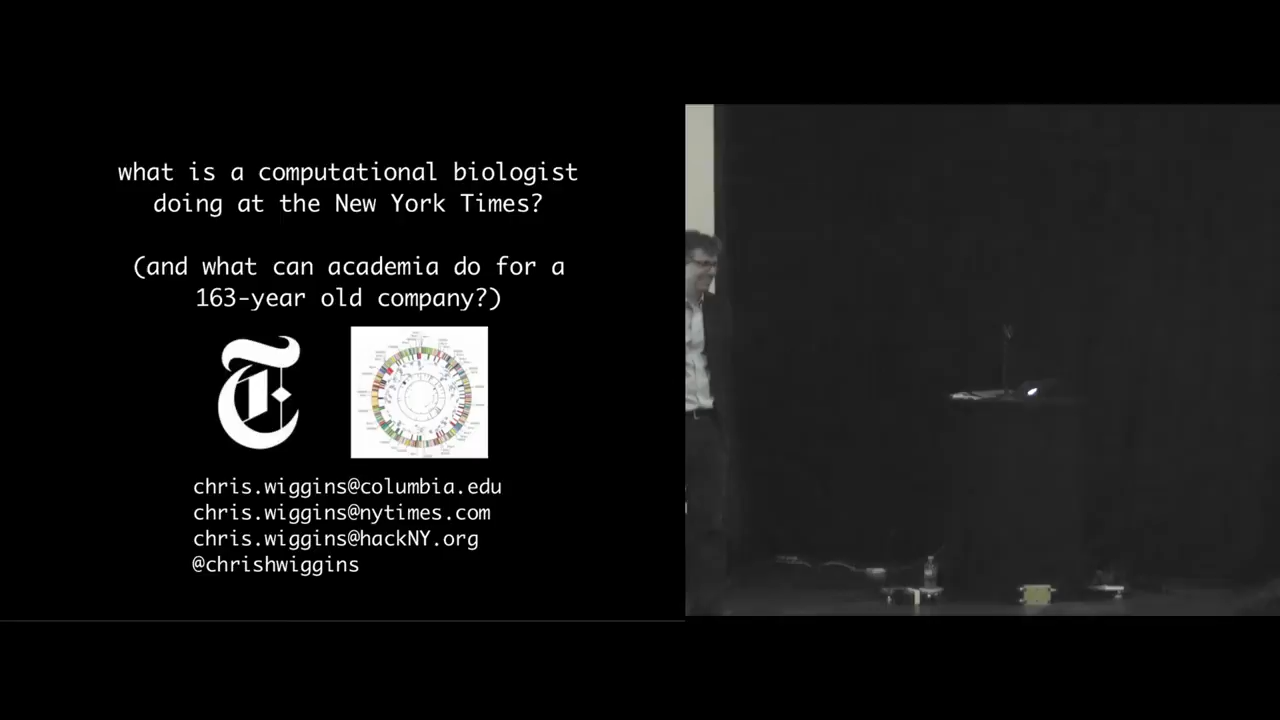 what is a computational biologist
doing at the New York Times?
(and what can academia do for a
163-year old company?)
T
chris.wiggins@columbia.edu
chris.wiggins@nytimes.com
chris.wiggins@hackNY.org
@chrishwiggins